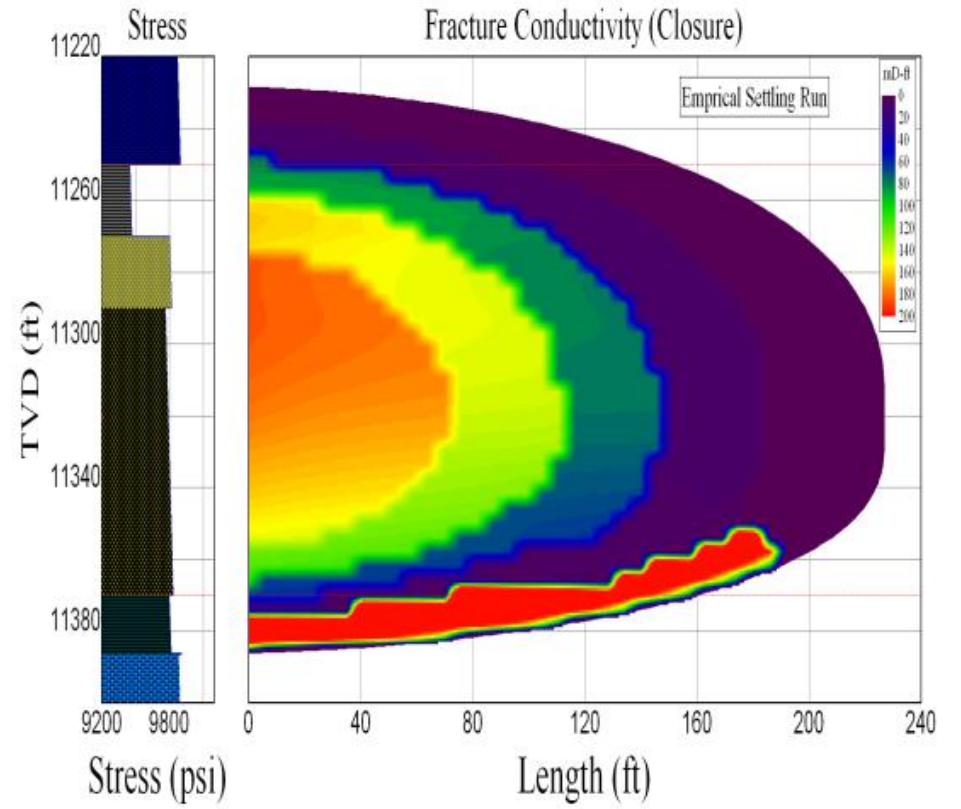 Stress
Fracture Conductivity (Closure)
11220
11260
11300
11340
11380
TVD (ft)
9200 9800
Stress (psi)
Emprical Settling Run
mD-ft
0
20
40
60
80
100
120
140
160
180
200
0 40 80 120 160 200 240
Length (ft)